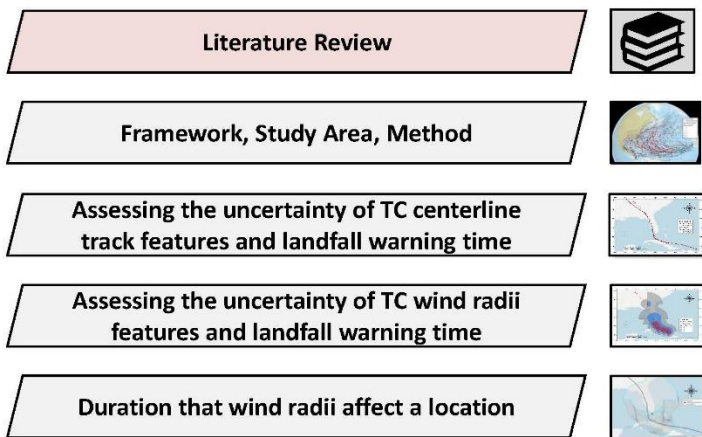 Literature Review
Framework, Study Area, Method
Assessing the uncertainty of TC centerline
track features and landfall warning time
Assessing the uncertainty of TC wind radii
features and landfall warning time
Duration that wind radii affect a location